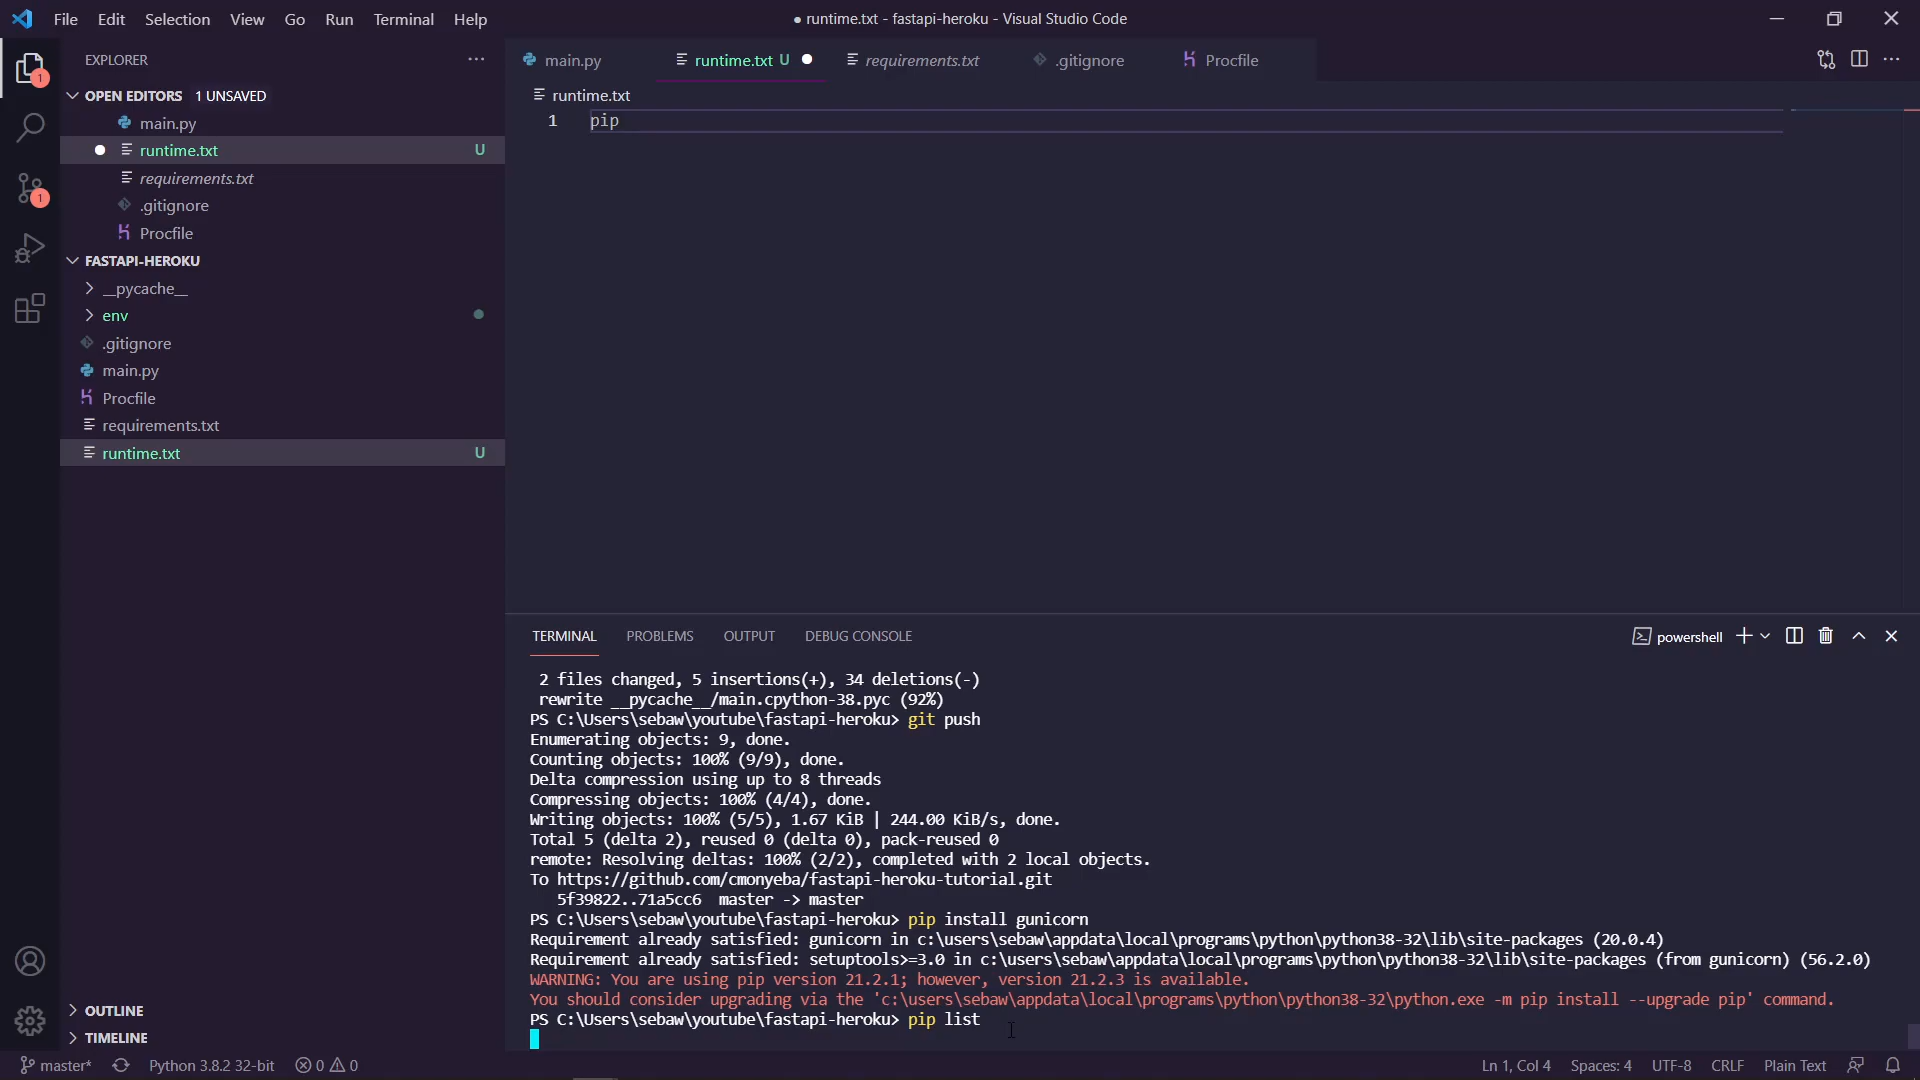 File Edit Selection View Go Run Terminal Help
● runtime.txt - fastapi-heroku - Visual Studio Code
EXPLORER
OPEN EDITORS 1 UNSAVED
main.py
runtime.txt U
requirements.txt
.gitignore
Procfile
FASTAPI-HEROKU
__pycache__
env
.gitignore
main.py
Procfile
requirements.txt
runtime.txt U
OUTLINE
TIMELINE
1
1
main.py runtime.txt U requirements.txt .gitignore Procfile
runtime.txt
1 pip
TERMINAL PROBLEMS OUTPUT DEBUG CONSOLE
powershell
2 files changed, 5 insertions(+), 34 deletions(-)
rewrite __pycache__/main.cpython-38.pyc (92%)
PS C:\Users\sebaw\youtube\fastapi-heroku> git push
Enumerating objects: 9, done.
Counting objects: 100% (9/9), done.
Delta compression using up to 8 threads
Compressing objects: 100% (4/4), done.
Writing objects: 100% (5/5), 1.67 KiB | 244.00 KiB/s, done.
Total 5 (delta 2), reused 0 (delta 0), pack-reused 0
remote: Resolving deltas: 100% (2/2), completed with 2 local objects.
To https://github.com/cmonyeba/fastapi-heroku-tutorial.git
5f39822..71a5cc6 master -> master
PS C:\Users\sebaw\youtube\fastapi-heroku> pip install gunicorn
Requirement already satisfied: gunicorn in c:\users\sebaw\appdata\local\programs\python\python38-32\lib\site-packages (20.0.4)
Requirement already satisfied: setuptools>=3.0 in c:\users\sebaw\appdata\local\programs\python\python38-32\lib\site-packages (from gunicorn) (56.2.0)
WARNING: You are using pip version 21.2.1; however, version 21.2.3 is available.
You should consider upgrading via the 'c:\users\sebaw\appdata\local\programs\python\python38-32\python.exe -m pip install --upgrade pip' command.
PS C:\Users\sebaw\youtube\fastapi-heroku> pip list
master* Python 3.8.2 32-bit 0 0 Ln 1, Col 4 Spaces: 4 UTF-8 CRLF Plain Text